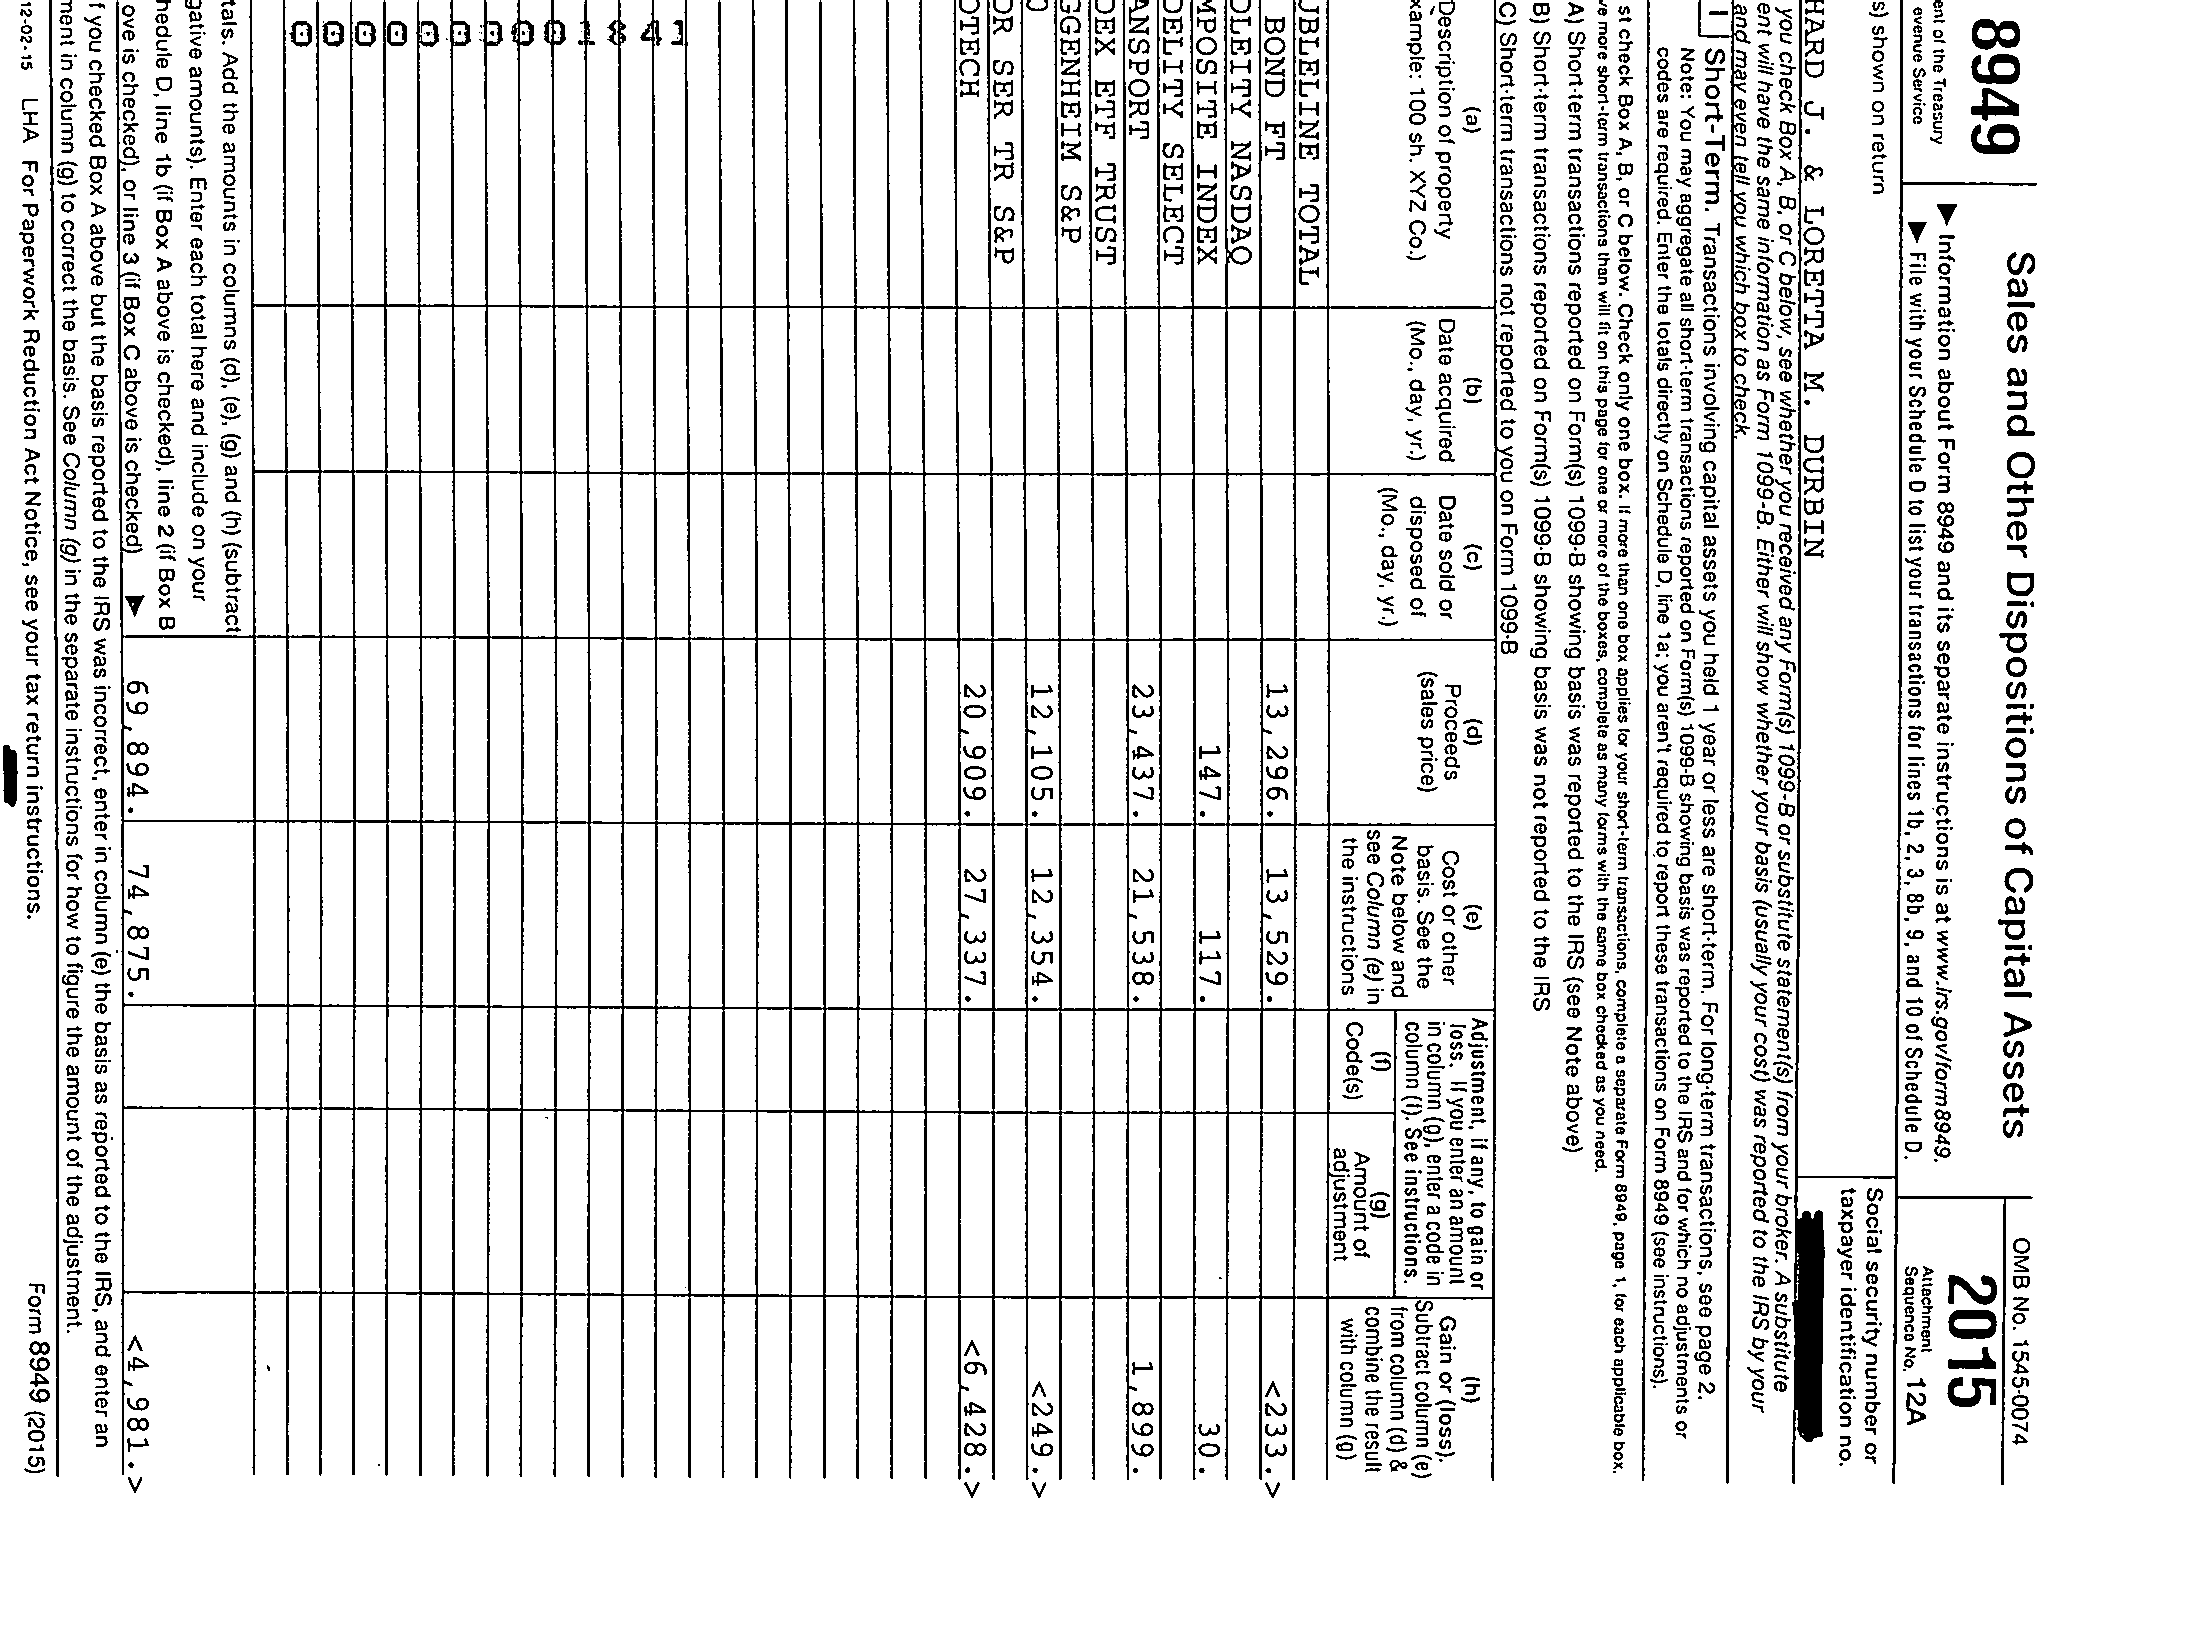 8949
Sales and Other Dispositions of Capital Assets
OMB No. 1545-0074
2015
ent of the Treasury
evenue Service
▶ Information about Form 8949 and its separate instructions is at www.irs.gov/form8949.
▶ File with your Schedule D to list your transactions for lines 1b, 2, 3, 8b, 9, and 10 of Schedule D.
Attachment
Sequence No. 12A
s) shown on return
Social security number or
taxpayer identification no.
HARD J. & LORETTA M. DURBIN
you check Box A, B, or C below, see whether you received any Form(s) 1099-B or substitute statement(s) from your broker. A substitute
ent will have the same information as Form 1099-B. Either will show whether your basis (usually your cost) was reported to the IRS by your
and may even tell you which box to check.
I Short-Term. Transactions involving capital assets you held 1 year or less are short-term. For long-term transactions, see page 2.
Note: You may aggregate all short-term transactions reported on Form(s) 1099-B showing basis was reported to the IRS and for which no adjustments or
codes are required. Enter the totals directly on Schedule D, line 1a; you aren't required to report these transactions on Form 8949 (see instructions).
st check Box A, B, or C below. Check only one box. If more than one box applies for your short-term transactions, complete a separate Form 8949, page 1, for each applicable box.
ve more short-term transactions than will fit on this page for one or more of the boxes, complete as many forms with the same box checked as you need.
A) Short-term transactions reported on Form(s) 1099-B showing basis was reported to the IRS (see Note above)
B) Short-term transactions reported on Form(s) 1099-B showing basis was not reported to the IRS
C) Short-term transactions not reported to you on Form 1099-B
(a)
Description of property
xample: 100 sh. XYZ Co.)
(b)
Date acquired
(Mo., day, yr.)
(c)
Date sold or
disposed of
(Mo., day, yr.)
(d)
Proceeds
(sales price)
(e)
Cost or other
basis. See the
Note below and
see Column (e) in
the instructions
Adjustment, if any, to gain or
loss. If you enter an amount
in column (g), enter a code in
column (f). See instructions.
(f)
Code(s)
(g)
Amount of
adjustment
(h)
Gain or (loss).
Subtract column (e)
from column (d) &
combine the result
with column (g)
UBLELINE TOTAL
BOND FT 13,296. 13,529. <233.>
OLEITY NASDAQ
MPOSITE INDEX 147. 117. 30.
DELITY SELECT
ANSPORT 23,437. 21,538. 1,899.
DEX ETF TRUST
GGENHEIM S&P
12,105. 12,354. <249.>
DR SER TR S&P
OTECH 20,909. 27,337. <6,428.>
tals. Add the amounts in columns (d), (e), (g) and (h) (subtract
gative amounts). Enter each total here and include on your
hedule D, line 1b (if Box A above is checked), line 2 (if Box B
ove is checked), or line 3 (if Box C above is checked) ▶ 69,894. 74,875. <4,981.>
f you checked Box A above but the basis reported to the IRS was incorrect, enter in column (e) the basis as reported to the IRS, and enter an
ment in column (g) to correct the basis. See Column (g) in the separate instructions for how to figure the amount of the adjustment.
12-02-15 LHA For Paperwork Reduction Act Notice, see your tax return instructions.
Form 8949 (2015)